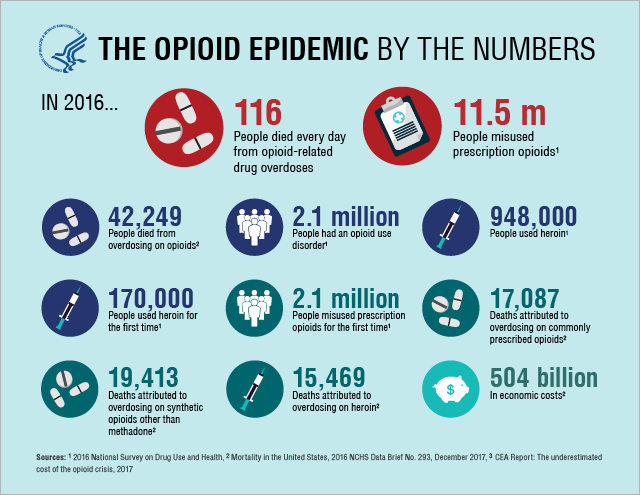 THE OPIOID EPIDEMIC BY THE NUMBERS
IN 2016...
116
People died every day
from opioid-related
drug overdoses
11.5 m
People misused
prescription opioids¹
42,249
People died from
overdosing on opioids²
2.1 million
People had an opioid use
disorder¹
948,000
People used heroin¹
170,000
People used heroin for
the first time¹
2.1 million
People misused prescription
opioids for the first time¹
17,087
Deaths attributed to
overdosing on commonly
prescribed opioids²
19,413
Deaths attributed to
overdosing on synthetic
opioids other than
methadone²
15,469
Deaths attributed to
overdosing on heroin²
504 billion
In economic costs³
$
Sources: ¹ 2016 National Survey on Drug Use and Health, ² Mortality in the United States, 2016 NCHS Data Brief No. 293, December 2017, ³ CEA Report: The underestimated
cost of the opioid crisis, 2017